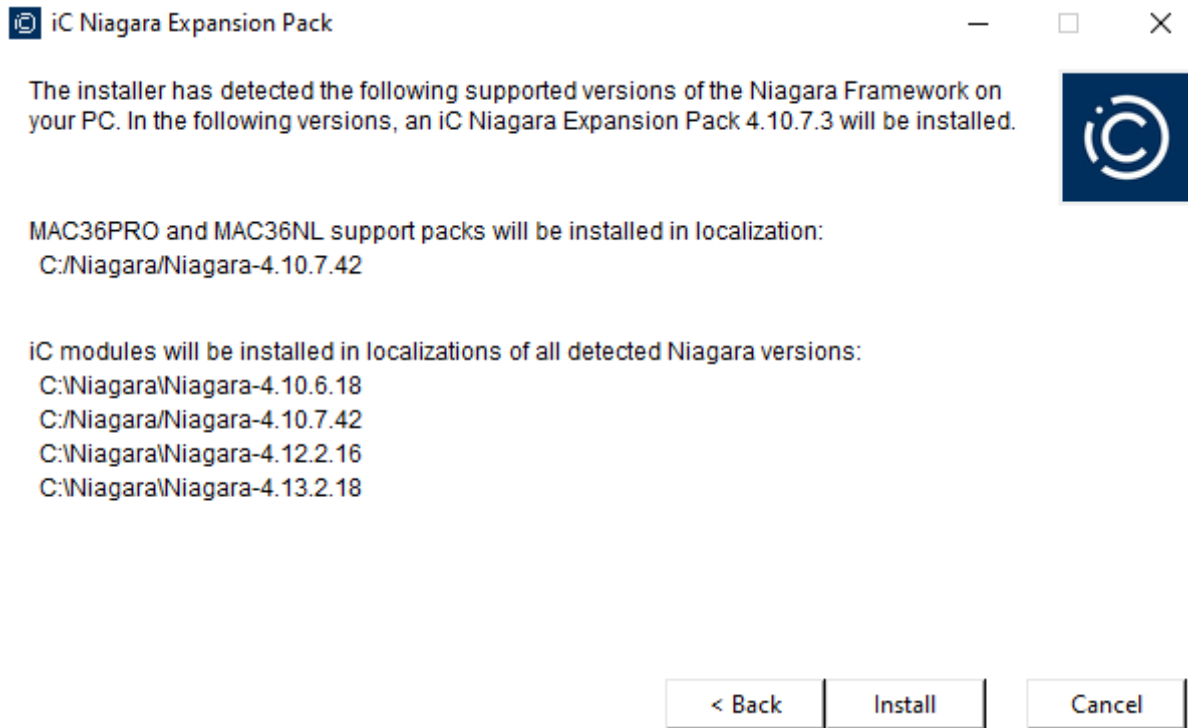 iC Niagara Expansion Pack
The installer has detected the following supported versions of the Niagara Framework on
your PC. In the following versions, an iC Niagara Expansion Pack 4.10.7.3 will be installed.
iC
MAC36PRO and MAC36NL support packs will be installed in localization:
C:/Niagara/Niagara-4.10.7.42
iC modules will be installed in localizations of all detected Niagara versions:
C:\Niagara\Niagara-4.10.6.18
C:/Niagara/Niagara-4.10.7.42
C:\Niagara\Niagara-4.12.2.16
C:\Niagara\Niagara-4.13.2.18
< Back Install Cancel